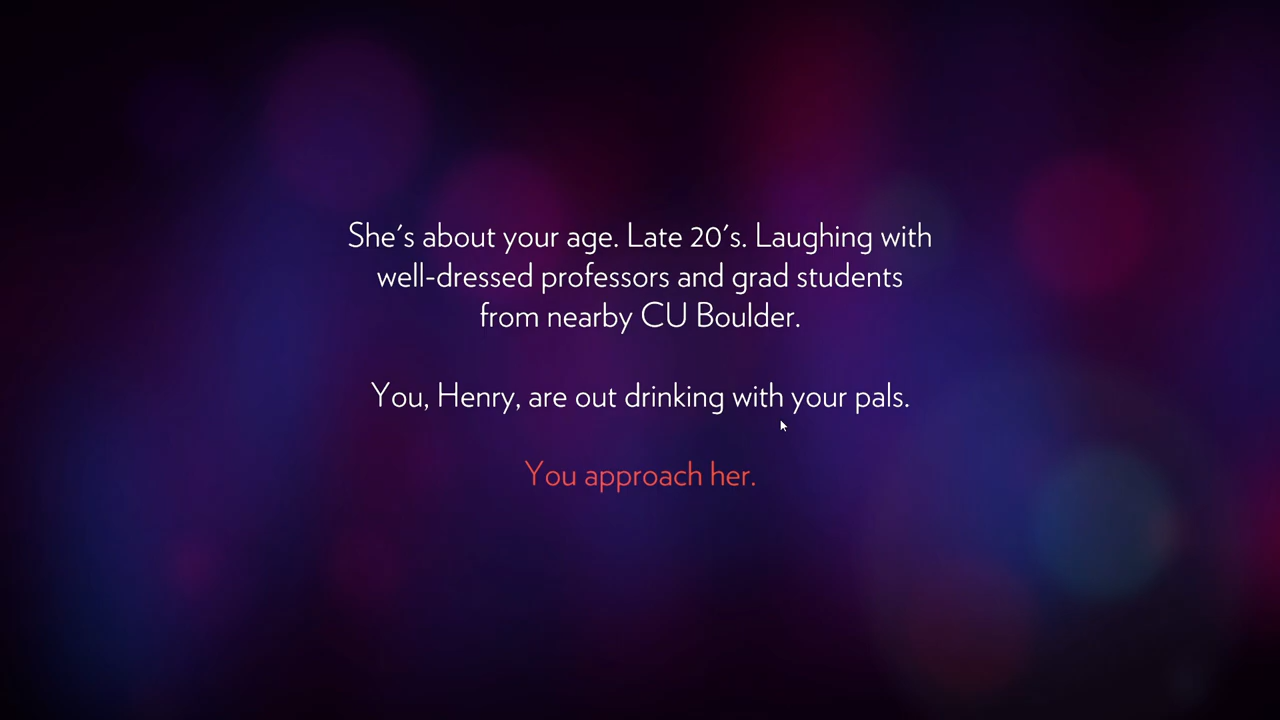 She's about your age. Late 20's. Laughing with
well-dressed professors and grad students
from nearby CU Boulder.
You, Henry, are out drinking with your pals.
You approach her.